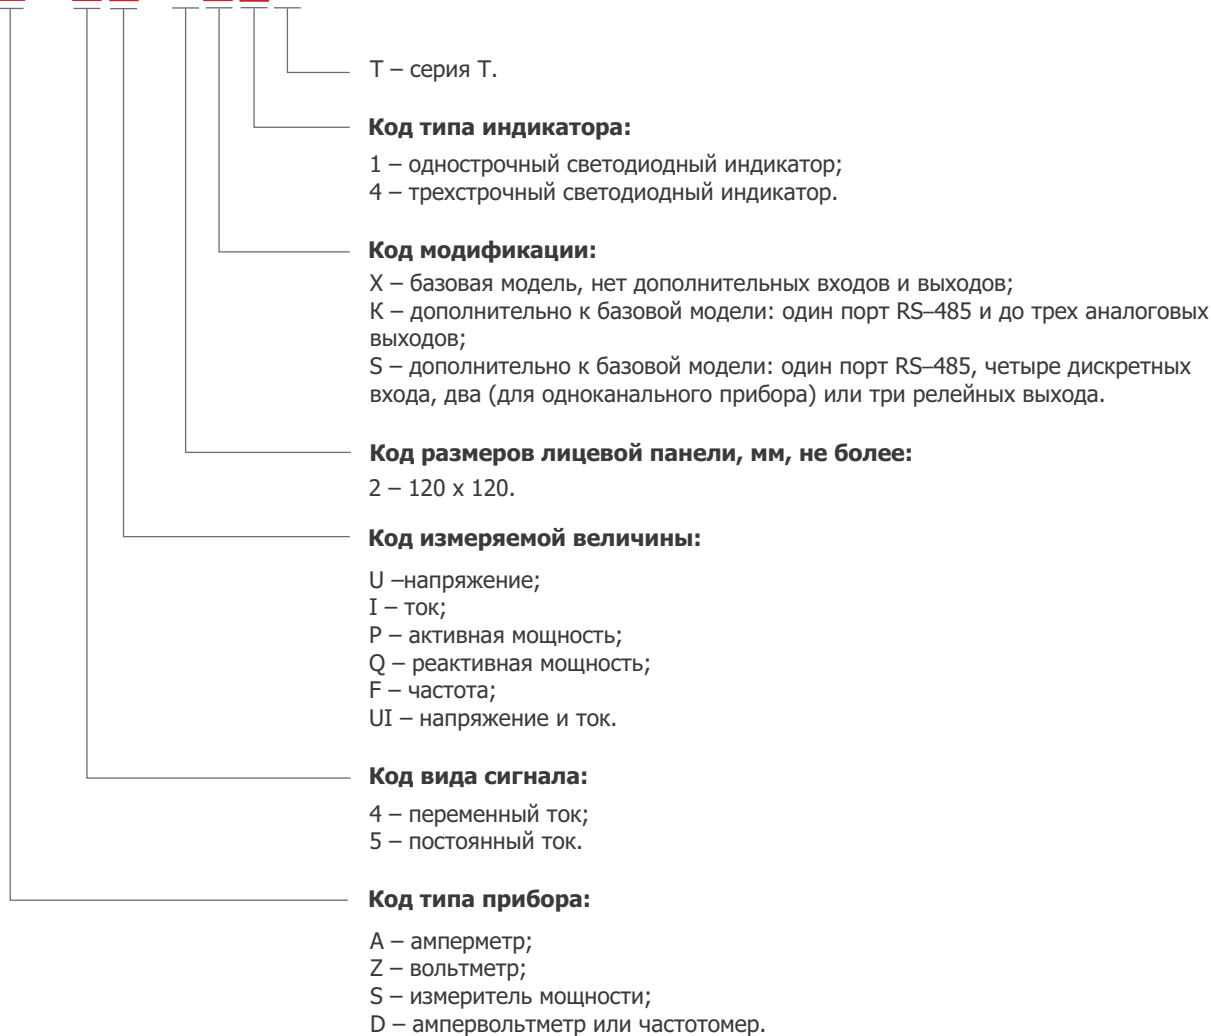 Т – серия Т.
Код типа индикатора:
1 – однострочный светодиодный индикатор;
4 – трехстрочный светодиодный индикатор.
Код модификации:
X – базовая модель, нет дополнительных входов и выходов;
К – дополнительно к базовой модели: один порт RS–485 и до трех аналоговых
выходов;
S – дополнительно к базовой модели: один порт RS–485, четыре дискретных
входа, два (для одноканального прибора) или три релейных выхода.
Код размеров лицевой панели, мм, не более:
2 – 120 x 120.
Код измеряемой величины:
U –напряжение;
I – ток;
P – активная мощность;
Q – реактивная мощность;
F – частота;
UI – напряжение и ток.
Код вида сигнала:
4 – переменный ток;
5 – постоянный ток.
Код типа прибора:
A – амперметр;
Z – вольтметр;
S – измеритель мощности;
D – ампервольтметр или частотомер.